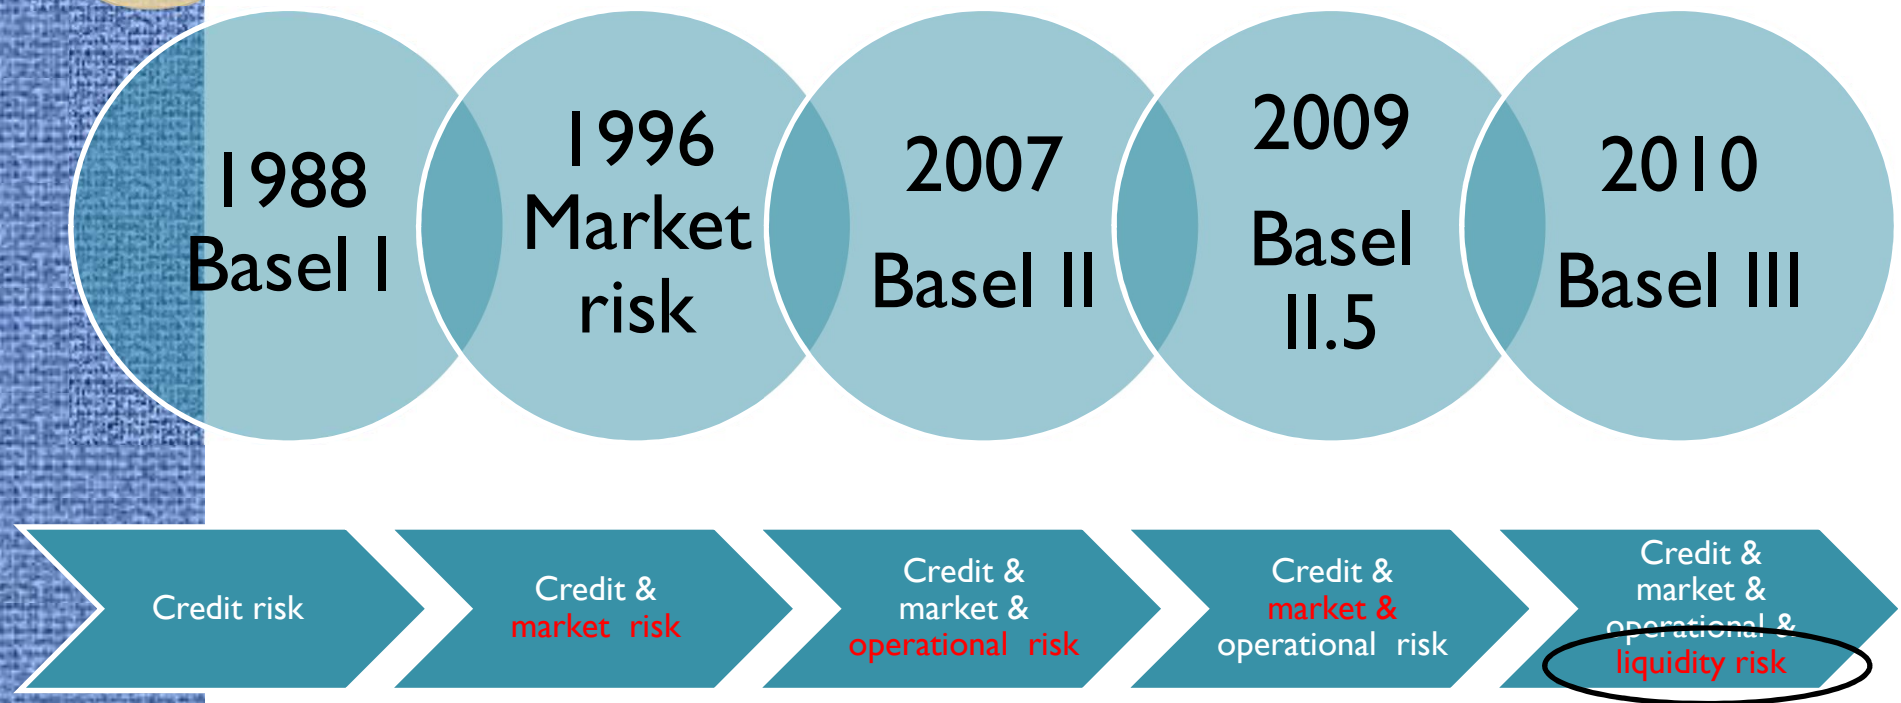 1988
Basel I
1996
Market
risk
2007
Basel II
2009
Basel
II.5
2010
Basel III
Credit risk
Credit &
market risk
Credit &
market &
operational risk
Credit &
market &
operational risk
Credit &
market &
operational &
liquidity risk